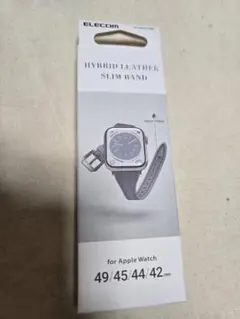 ELECOM
HYBRID LEATHER
SLIM BAND
for Apple Watch
49/45/44/42mm